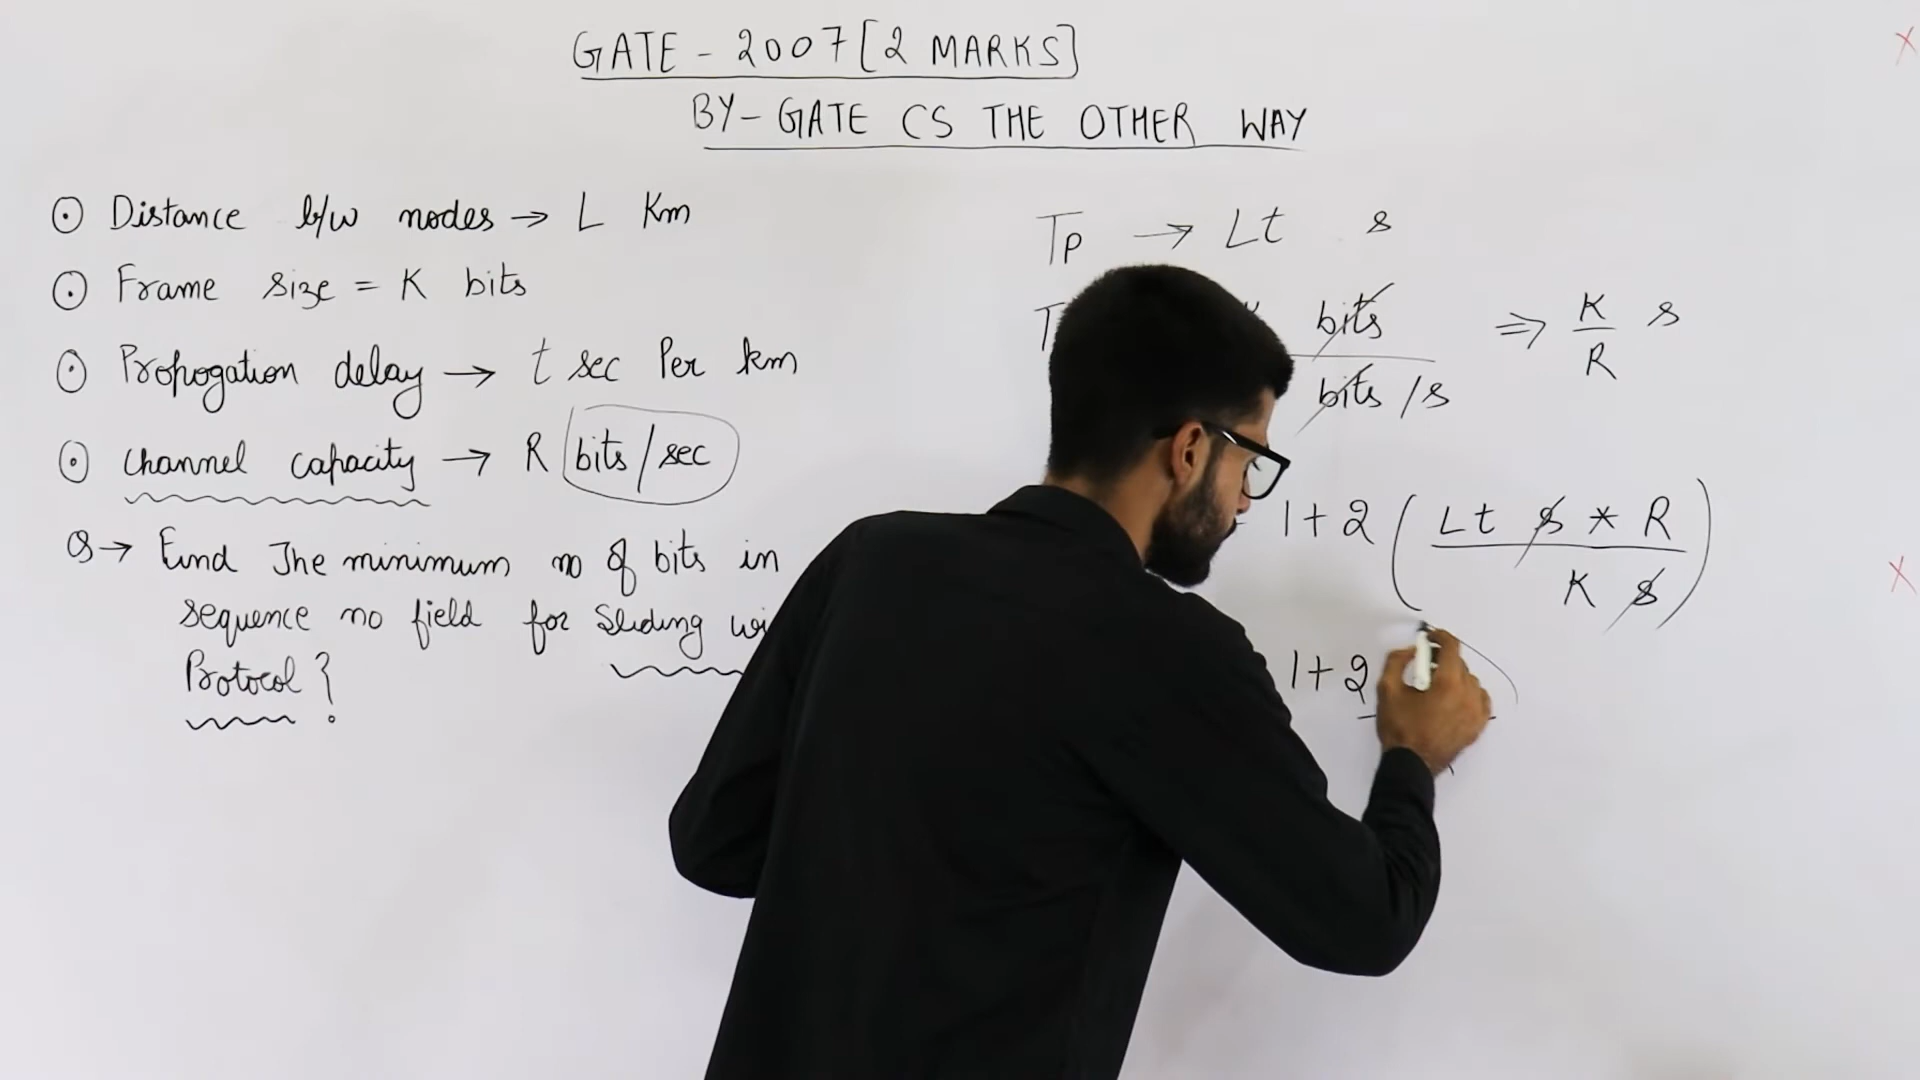 GATE - 2007 [2 MARKS]
BY - GATE CS THE OTHER WAY
⊙ Distance b/w nodes → L Km
⊙ Frame size = K bits
⊙ Propogation delay → t sec Per km
⊙ channel capacity → R bits/sec
Q → Find The minimum no of bits in
sequence no field for sliding
Protocol ?
Tp → Lt s
bits
bits /s
⇒ K/R s
1+2 ( Lt s * R
K s )
1+2